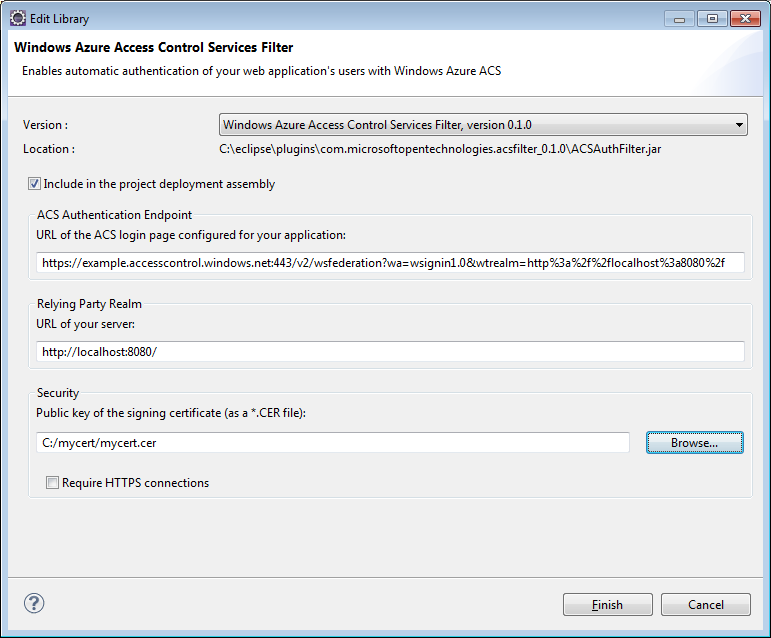 Edit Library
Windows Azure Access Control Services Filter
Enables automatic authentication of your web application's users with Windows Azure ACS
Version : Windows Azure Access Control Services Filter, version 0.1.0
Location : C:\eclipse\plugins\com.microsoftopentechnologies.acsfilter_0.1.0\ACSAuthFilter.jar
Include in the project deployment assembly
ACS Authentication Endpoint
URL of the ACS login page configured for your application:
https://example.accesscontrol.windows.net:443/v2/wsfederation?wa=wsignin1.0&wtrealm=http%3a%2f%2flocalhost%3a8080%2f
Relying Party Realm
URL of your server:
http://localhost:8080/
Security
Public key of the signing certificate (as a *.CER file):
C:/mycert/mycert.cer Browse...
Require HTTPS connections
? Finish Cancel